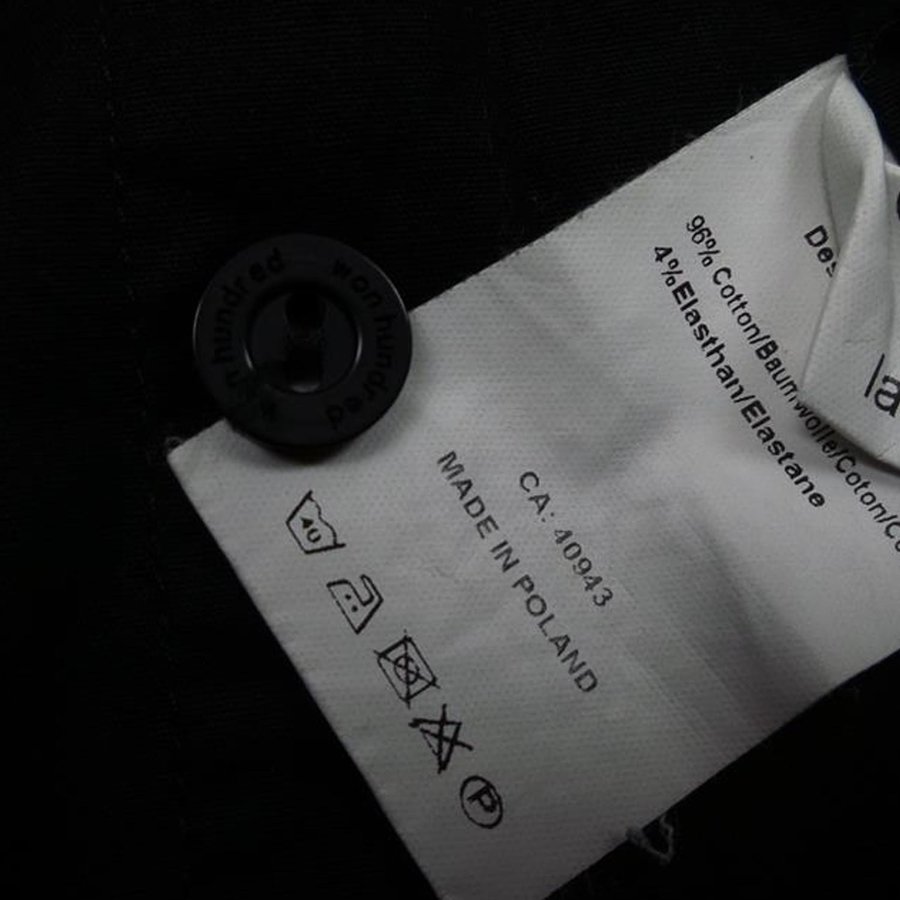 won hundred
won hundred
Des
la
96% Cotton/Baumwolle/Coton/Co
4%Elasthan/Elastane
CA: 40943
MADE IN POLAND
40
P